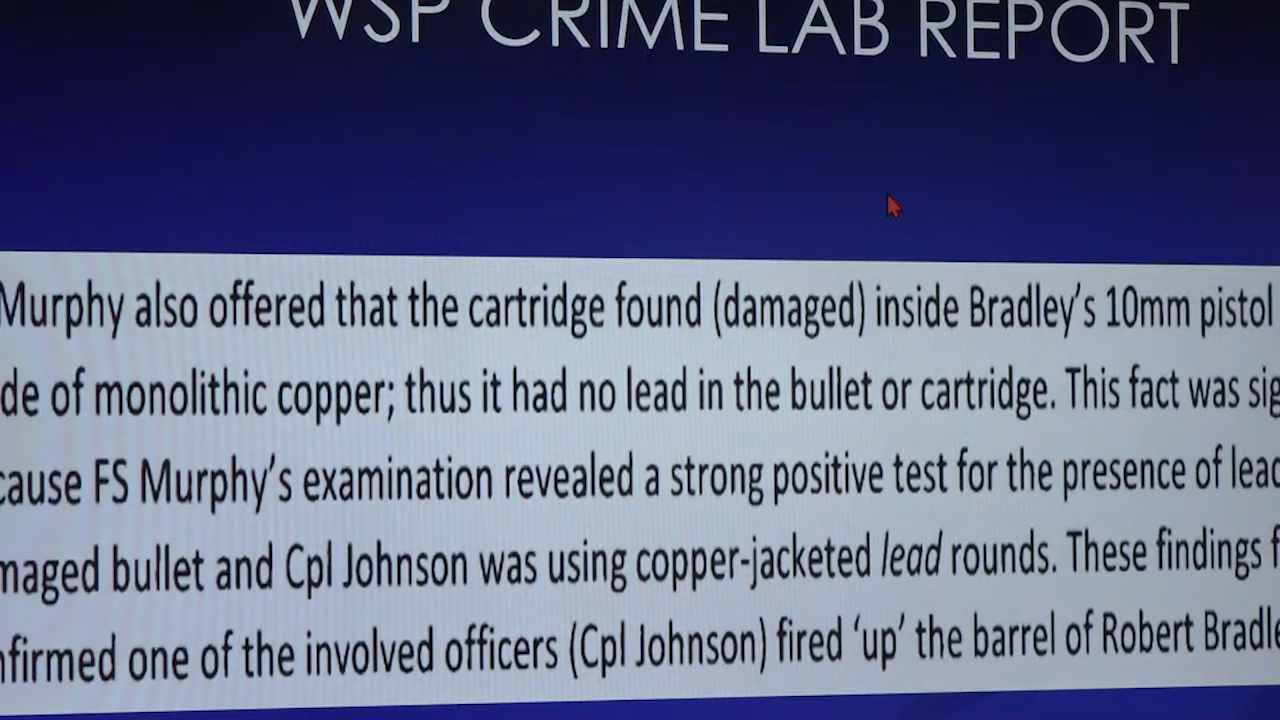 WSP CRIME LAB REPORT
Murphy also offered that the cartridge found (damaged) inside Bradley's 10mm pistol
de of monolithic copper; thus it had no lead in the bullet or cartridge. This fact was sig
cause FS Murphy's examination revealed a strong positive test for the presence of lead
maged bullet and Cpl Johnson was using copper-jacketed lead rounds. These findings f
nfirmed one of the involved officers (Cpl Johnson) fired 'up' the barrel of Robert Bradle